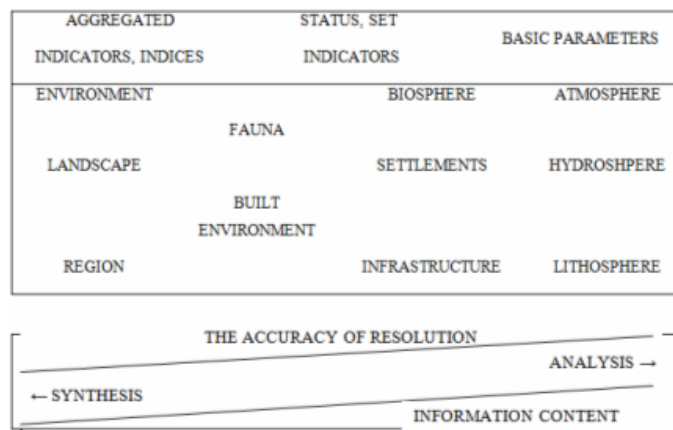 AGGREGATED STATUS, SET
BASIC PARAMETERS
INDICATORS, INDICES INDICATORS
ENVIRONMENT BIOSPHERE ATMOSPHERE
FAUNA
LANDSCAPE SETTLEMENTS HYDROSHPERE
BUILT
ENVIRONMENT
REGION INFRASTRUCTURE LITHOSPHERE
THE ACCURACY OF RESOLUTION
ANALYSIS →
← SYNTHESIS
INFORMATION CONTENT